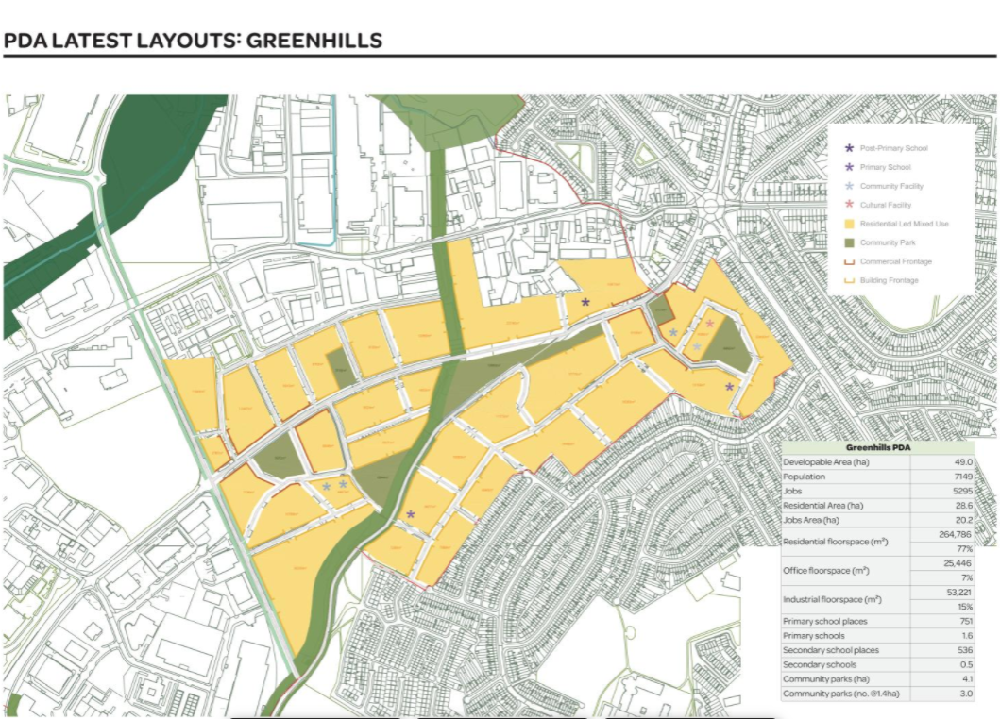 PDA LATEST LAYOUTS: GREENHILLS
Post-Primary School
Primary School
Community Facility
Cultural Facility
Residential Led Mixed Use
Community Park
Commercial Frontage
Building Frontage
Greenhills PDA
Developable Area (ha) 49.0
Population 7149
Jobs 5295
Residential Area (ha) 28.6
Jobs Area (ha) 20.2
Residential floorspace (m²) 264,786
77%
Office floorspace (m²) 25,446
7%
Industrial floorspace (m²) 53,221
15%
Primary school places 751
Primary schools 1.6
Secondary school places 536
Secondary schools 0.5
Community parks (ha) 4.1
Community parks (no. @1.4ha) 3.0